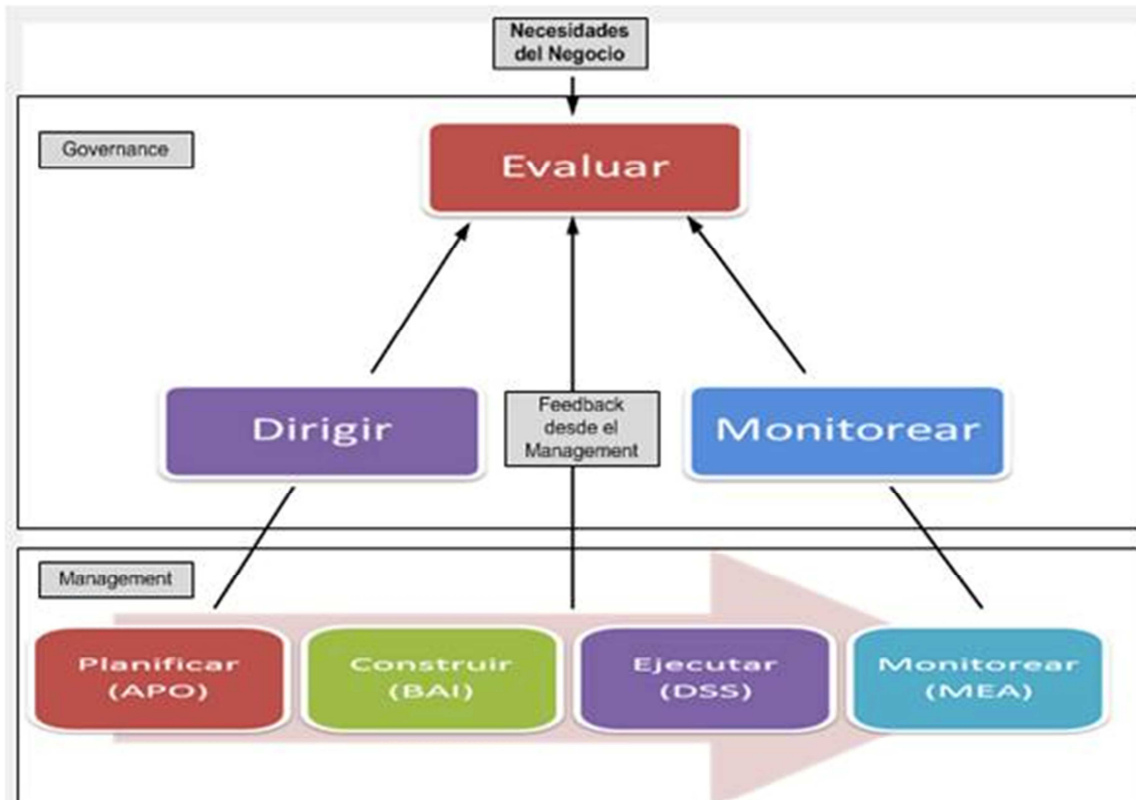 Necesidades
del Negocio
Governance
Evaluar
Dirigir
Feedback
desde el
Management
Monitorear
Management
Planificar
(APO)
Construir
(BAI)
Ejecutar
(DSS)
Monitorear
(MEA)